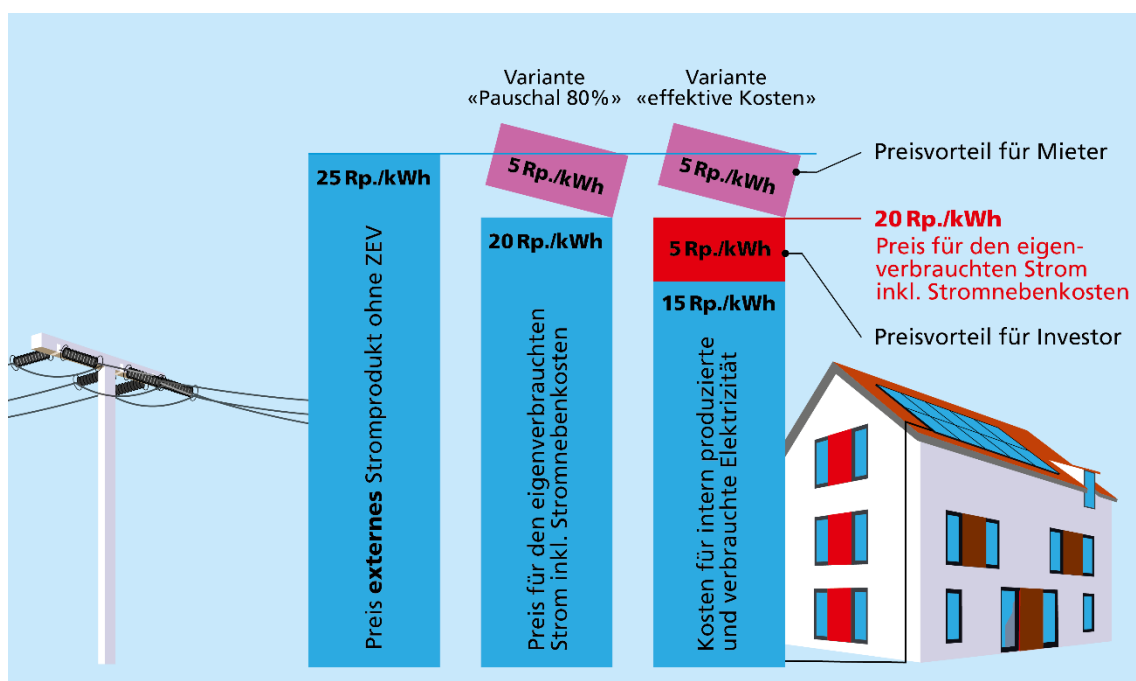 Variante
«Pauschal 80%»
Variante
«effektive Kosten»
5 Rp./kWh
5 Rp./kWh
Preisvorteil für Mieter
25 Rp./kWh
20 Rp./kWh
5 Rp./kWh
15 Rp./kWh
20 Rp./kWh
Preis für den eigen-
verbrauchten Strom
inkl. Stromnebenkosten
Preisvorteil für Investor
Preis externes Stromprodukt ohne ZEV
Preis für den eigenverbrauchten
Strom inkl. Stromnebenkosten
Kosten für intern produzierte
und verbrauchte Elektrizität